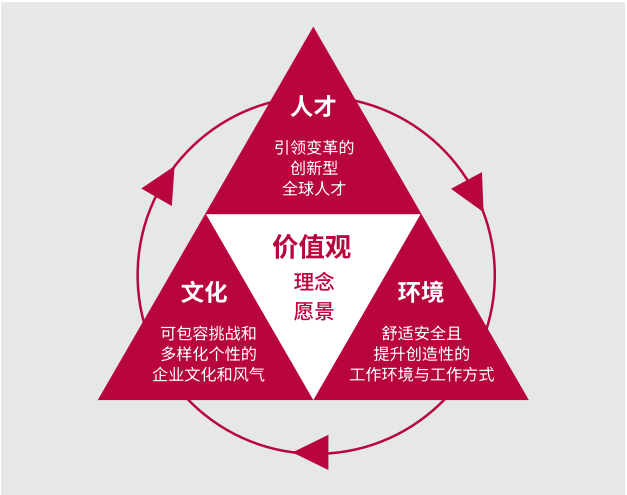 人才
引领变革的
创新型
全球人才
价值观
理念
愿景
文化
可包容挑战和
多样化个性的
企业文化和风气
环境
舒适安全且
提升创造性的
工作环境与工作方式